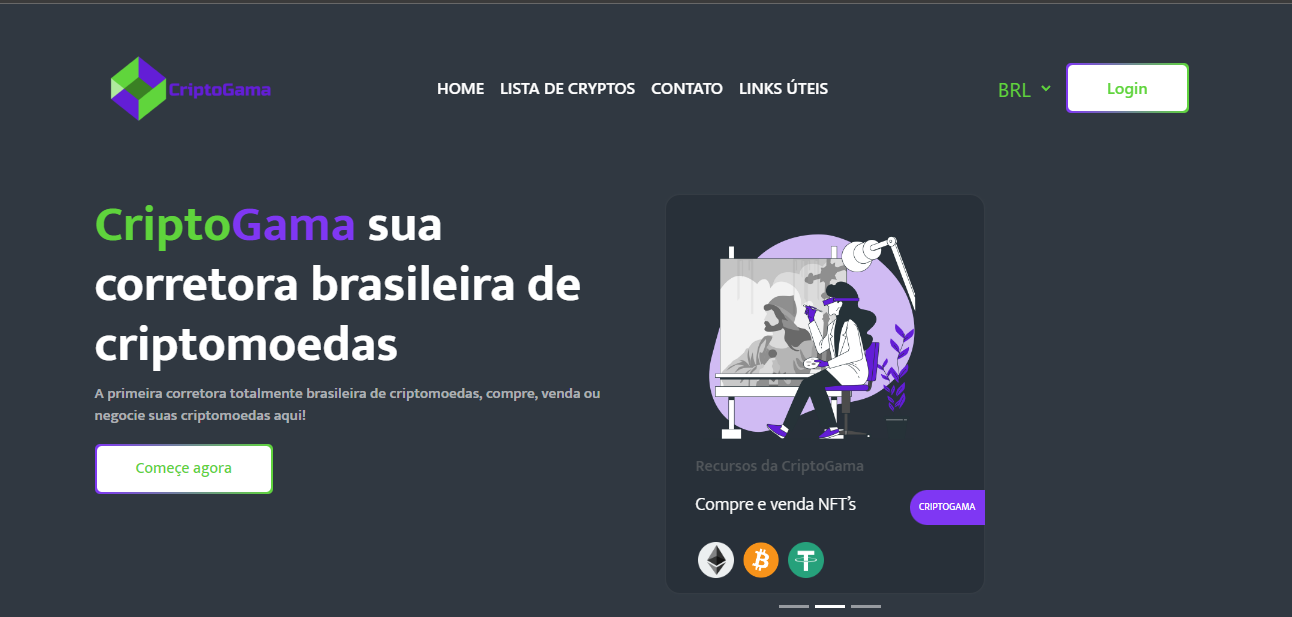 CriptoGama
HOME LISTA DE CRYPTOS CONTATO LINKS ÚTEIS
BRL
Login
CriptoGama sua
corretora brasileira de
criptomoedas
A primeira corretora totalmente brasileira de criptomoedas, compre, venda ou
negocie suas criptomoedas aqui!
Começe agora
Recursos da CriptoGama
Compre e venda NFT's
CRIPTOGAMA